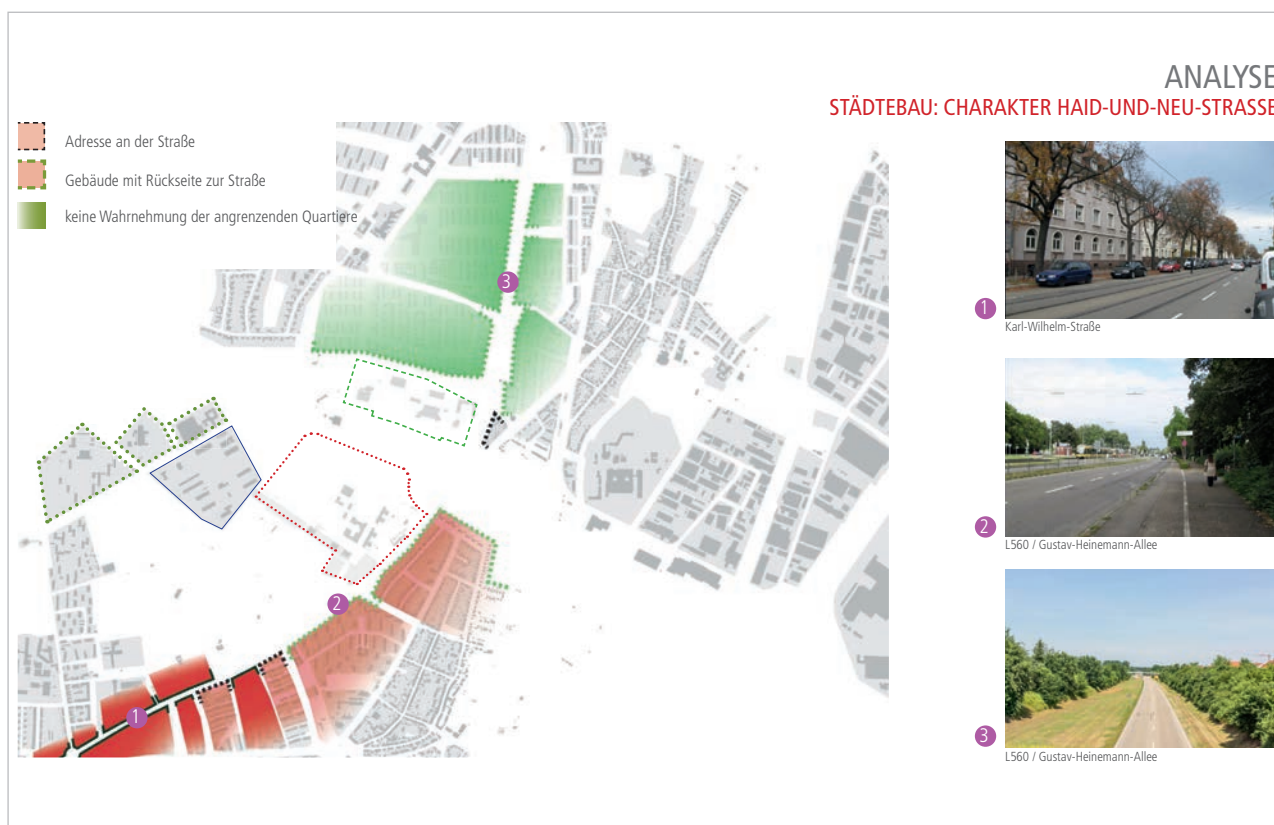 ANALYSE
STÄDTEBAU: CHARAKTER HAID-UND-NEU-STRASSE
Adresse an der Straße
Gebäude mit Rückseite zur Straße
keine Wahrnehmung der angrenzenden Quartiere
3
2
1
1
Karl-Wilhelm-Straße
2
L560 / Gustav-Heinemann-Allee
3
L560 / Gustav-Heinemann-Allee